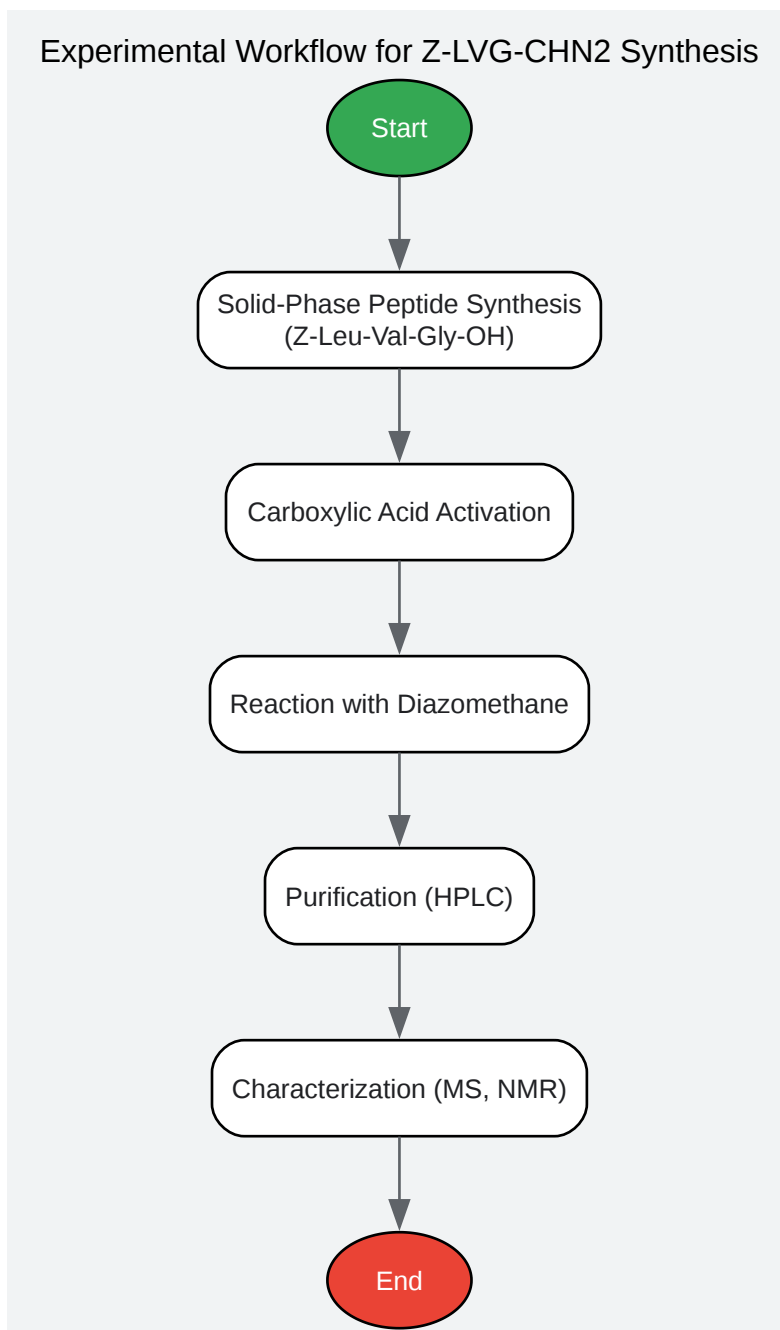 Experimental Workflow for Z-LVG-CHN2 Synthesis
Start
Solid-Phase Peptide Synthesis
(Z-Leu-Val-Gly-OH)
Carboxylic Acid Activation
Reaction with Diazomethane
Purification (HPLC)
Characterization (MS, NMR)
End